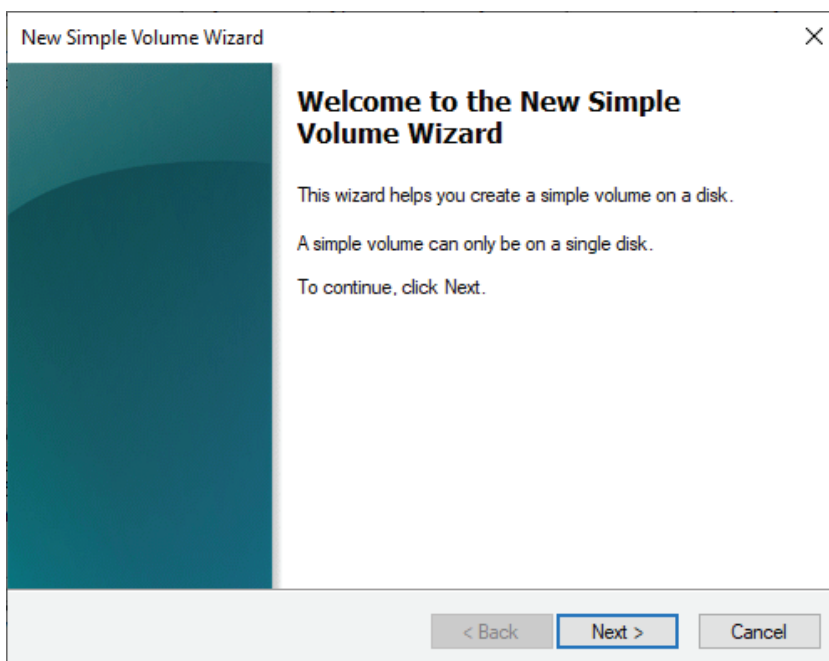 New Simple Volume Wizard
Welcome to the New Simple
Volume Wizard
This wizard helps you create a simple volume on a disk.
A simple volume can only be on a single disk.
To continue, click Next.
< Back
Next >
Cancel